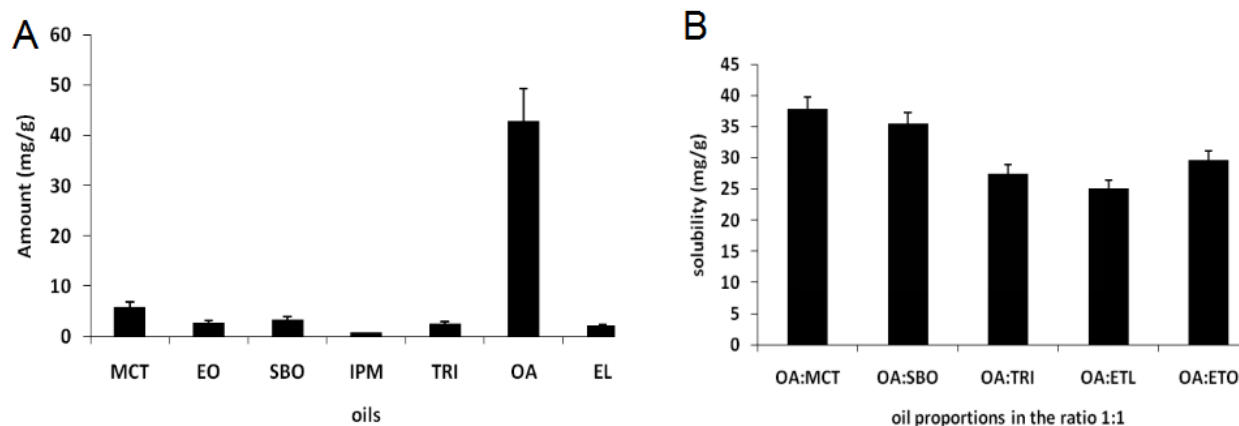 A
60
50
40
30
20
10
0
Amount (mg/g)
MCT EO SBO IPM TRI OA EL
oils
B
45
40
35
30
25
20
15
10
5
0
solubility (mg/g)
OA:MCT OA:SBO OA:TRI OA:ETL OA:ETO
oil proportions in the ratio 1:1